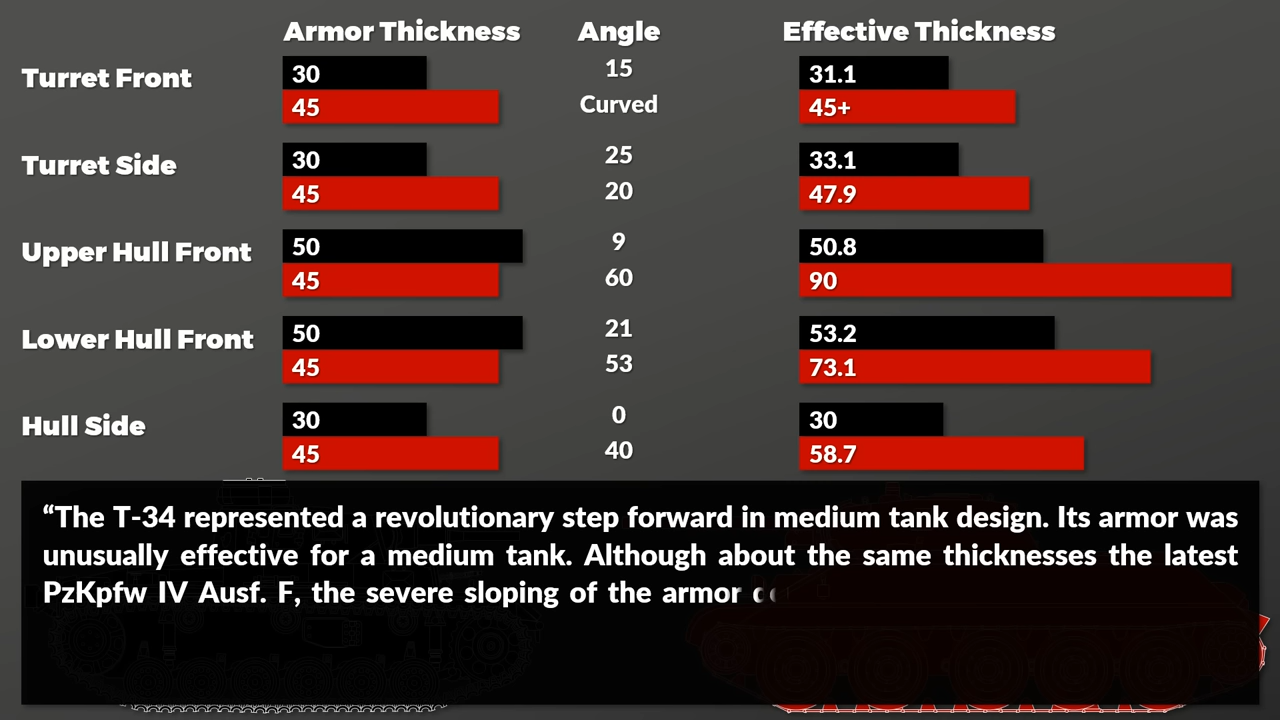 Armor Thickness Angle Effective Thickness
Turret Front
30 15 31.1
45 Curved 45+
Turret Side
30 25 33.1
45 20 47.9
Upper Hull Front
50 9 50.8
45 60 90
Lower Hull Front
50 21 53.2
45 53 73.1
Hull Side
30 0 30
45 40 58.7
“The T-34 represented a revolutionary step forward in medium tank design. Its armor was
unusually effective for a medium tank. Although about the same thicknesses the latest
PzKpfw IV Ausf. F, the severe sloping of the armor